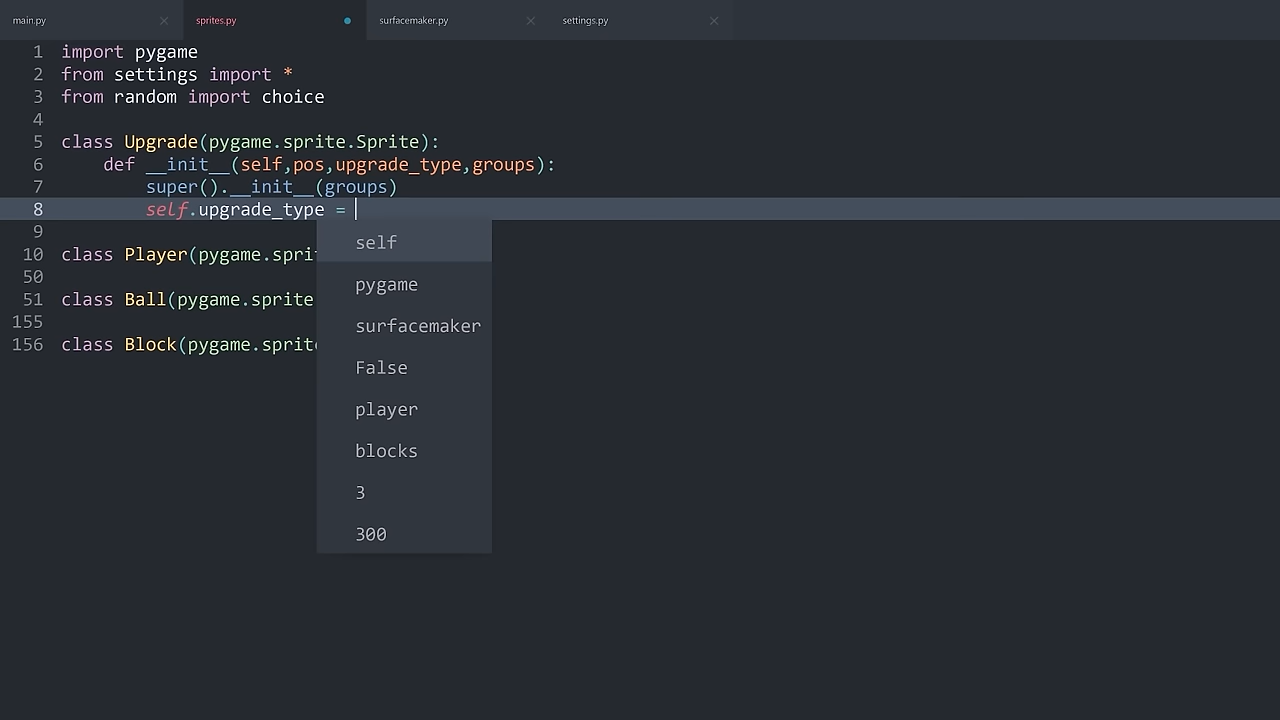 main.py sprites.py surfacemaker.py settings.py
1 import pygame
2 from settings import *
3 from random import choice
4
5 class Upgrade(pygame.sprite.Sprite):
6 def __init__(self,pos,upgrade_type,groups):
7 super().__init__(groups)
8 self.upgrade_type =
9
10 class Player(pygame.spri
50
51 class Ball(pygame.sprite
155
156 class Block(pygame.sprite
self
pygame
surfacemaker
False
player
blocks
3
300